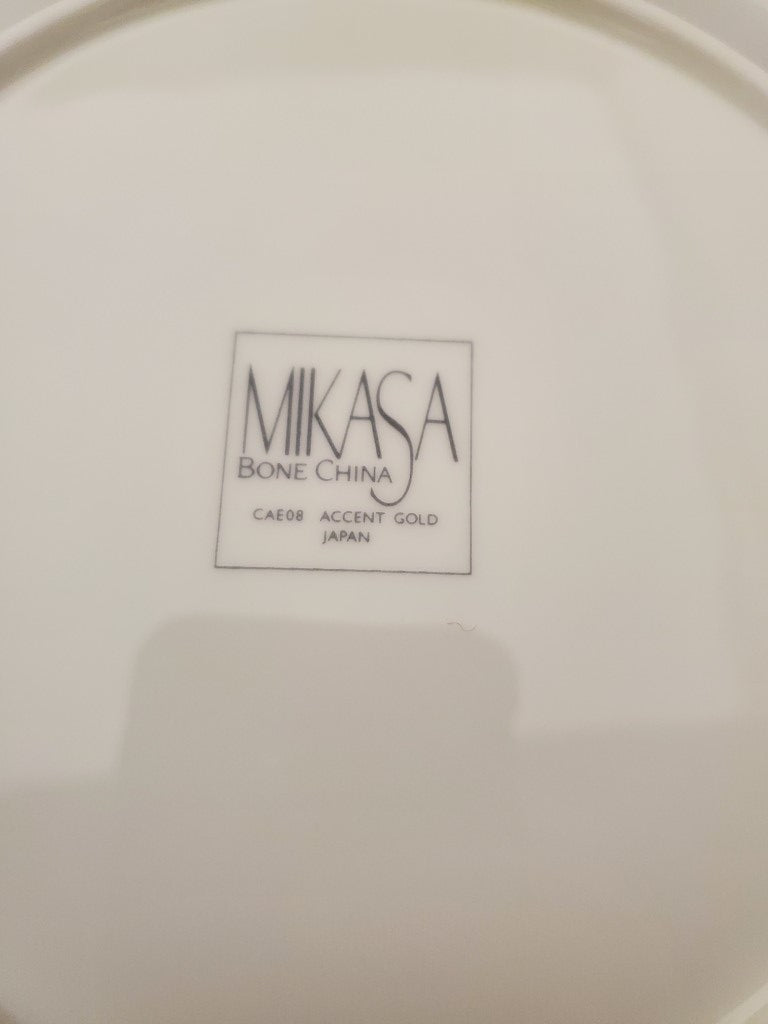 MIKASA
BONE CHINA
CAE08 ACCENT GOLD
JAPAN